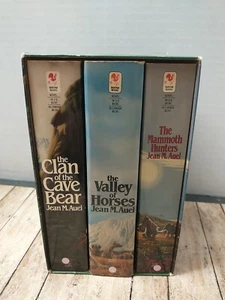 the
Clan
of the
Cave
Bear
Jean M. Auel
the
Valley
of
Horses
Jean M. Auel
The
Mammoth
Hunters
Jean M. Auel